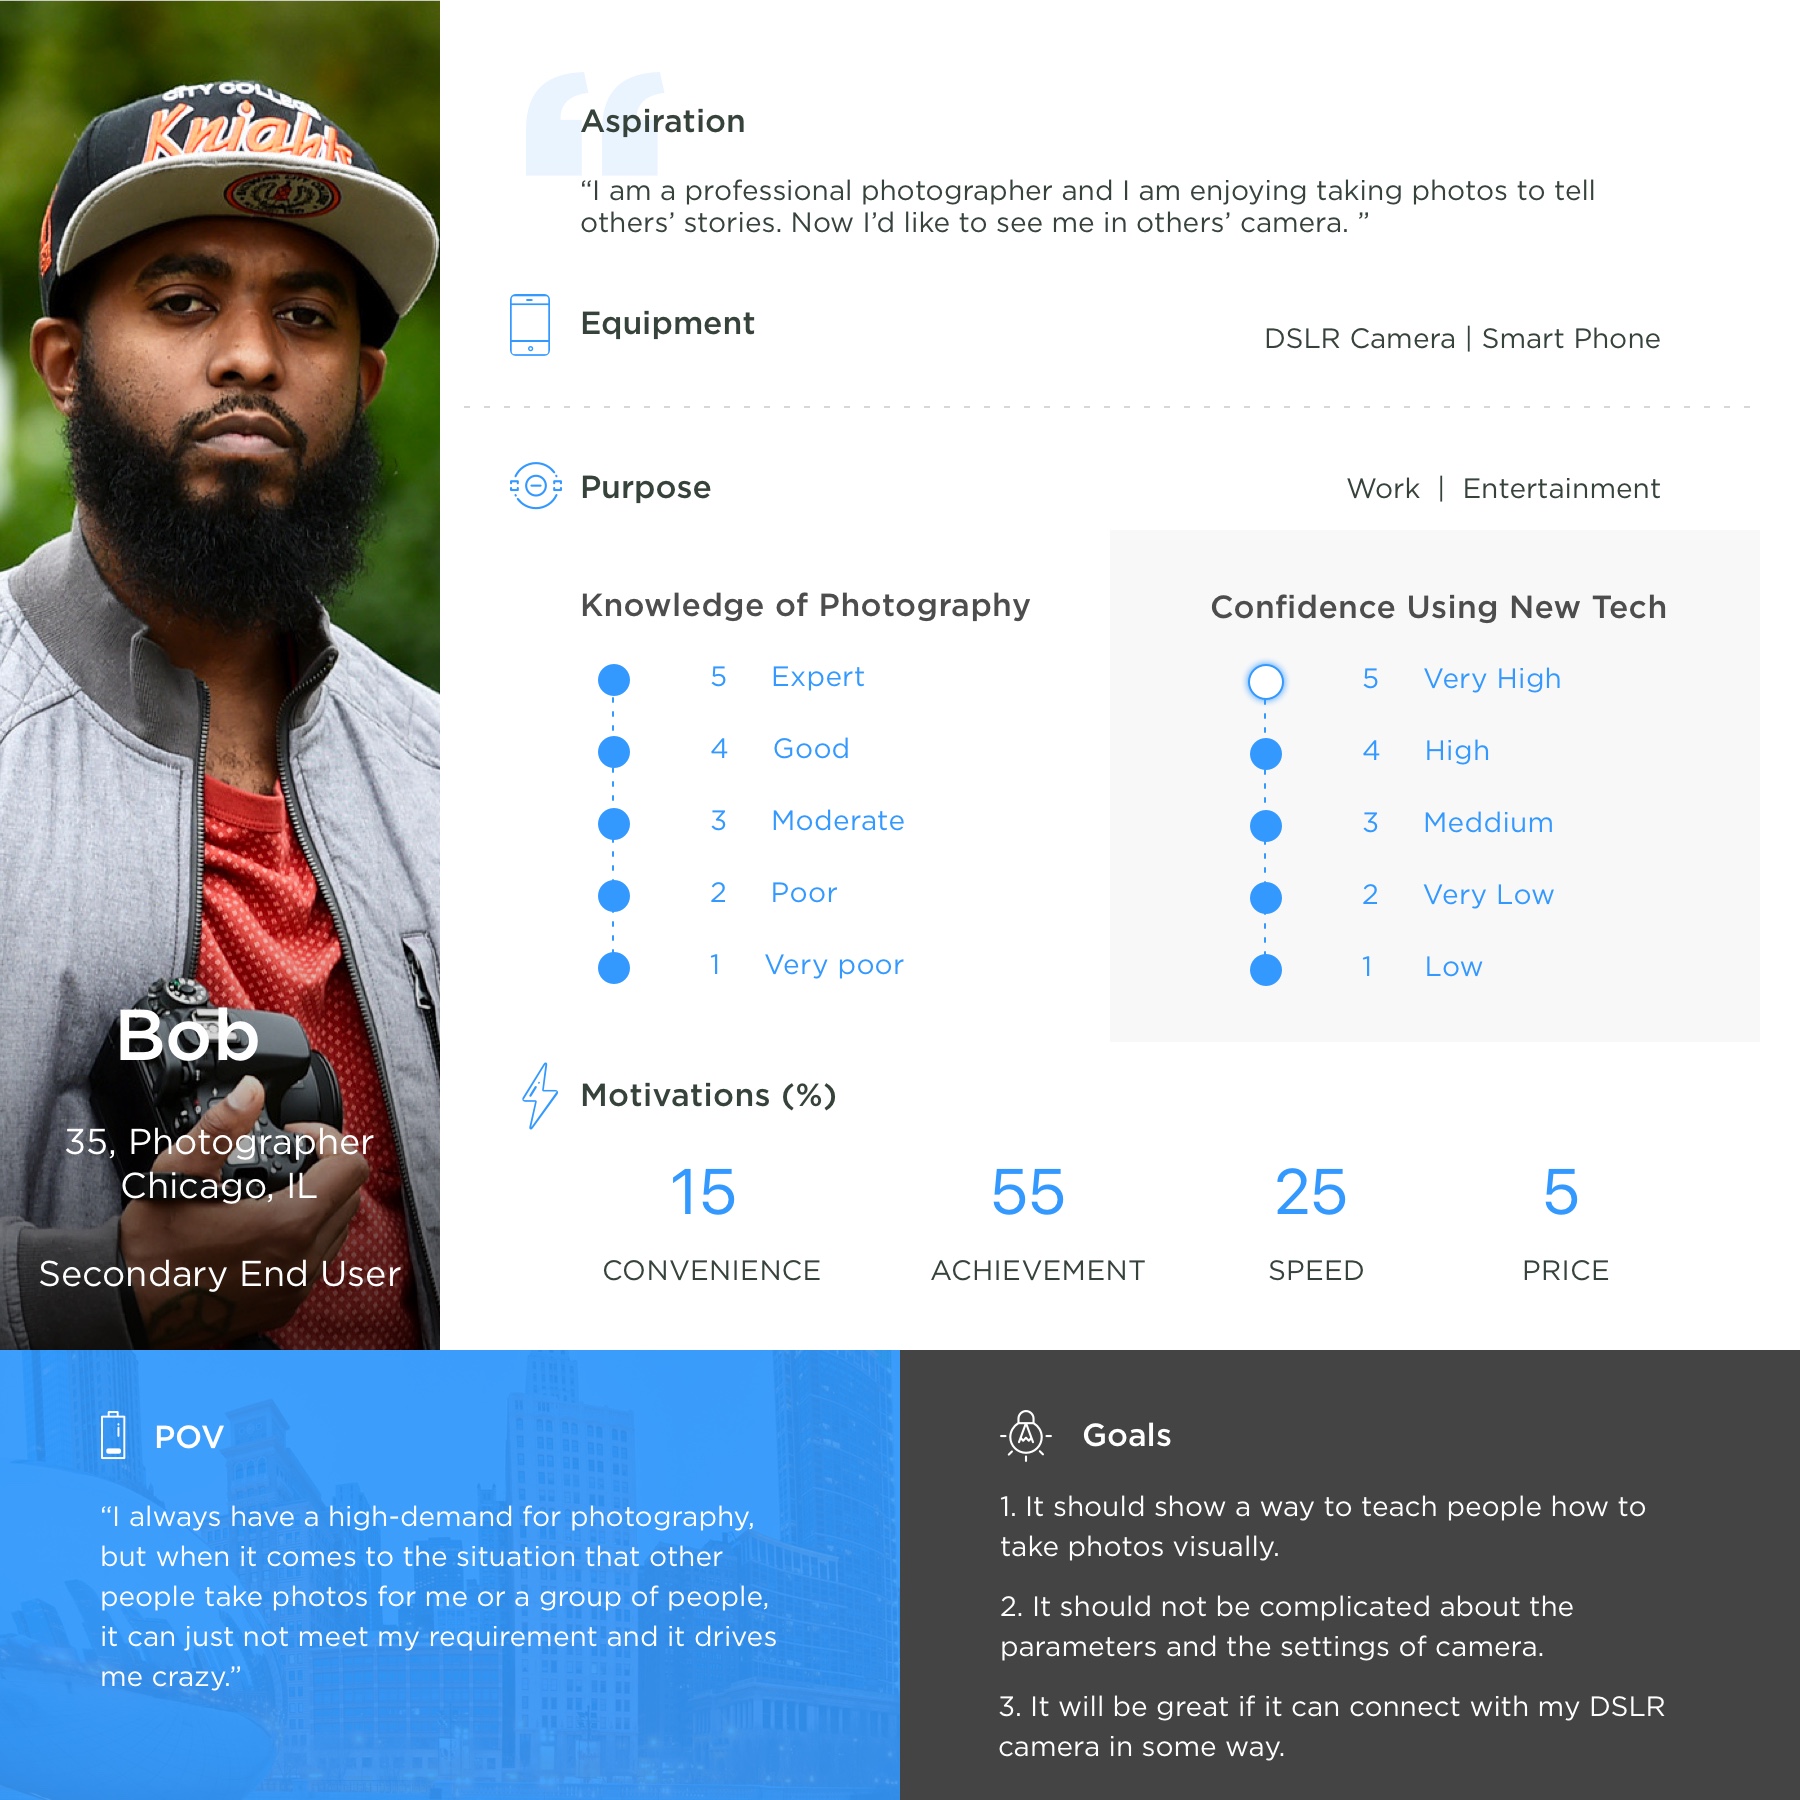 CITY COLLEGE
Knights
Bob
35, Photographer
Chicago, IL
Secondary End User
Aspiration
“I am a professional photographer and I am enjoying taking photos to tell
others’ stories. Now I’d like to see me in others’ camera. ”
Equipment
DSLR Camera | Smart Phone
Purpose
Work | Entertainment
Knowledge of Photography
5 Expert
4 Good
3 Moderate
2 Poor
1 Very poor
Confidence Using New Tech
5 Very High
4 High
3 Meddium
2 Very Low
1 Low
Motivations (%)
15 55 25 5
CONVENIENCE ACHIEVEMENT SPEED PRICE
POV
“I always have a high-demand for photography,
but when it comes to the situation that other
people take photos for me or a group of people,
it can just not meet my requirement and it drives
me crazy.”
Goals
1. It should show a way to teach people how to
take photos visually.
2. It should not be complicated about the
parameters and the settings of camera.
3. It will be great if it can connect with my DSLR
camera in some way.